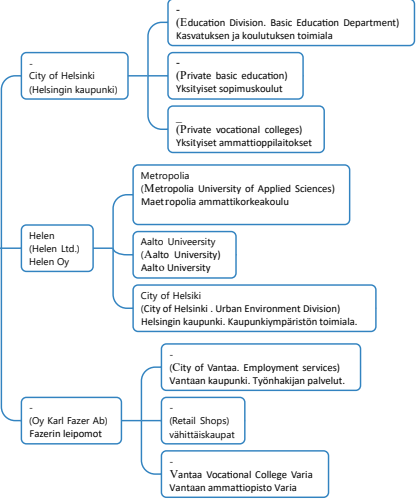 -
(Education Division. Basic Education Department)
Kasvatuksen ja koulutuksen toimiala
-
City of Helsinki
(Helsingin kaupunki)
-
(Private basic education)
Yksityiset sopimuskoulut
_
(Private vocational colleges)
Yksityiset ammattioppilaitokset
Metropolia
(Metropolia University of Applied Sciences)
Maetropolia ammattikorkeakoulu
Helen
(Helen Ltd.)
Helen Oy
Aalto Univeersity
(Aalto University)
Aalto University
City of Helsiki
(City of Helsinki . Urban Environment Division)
Helsingin kaupunki. Kaupunkiympäristön toimiala.
-
(City of Vantaa. Employment services)
Vantaan kaupunki. Työnhakijan palvelut.
-
(Oy Karl Fazer Ab)
Fazerin leipomot
-
(Retail Shops)
vähittäiskaupat
-
Vantaa Vocational College Varia
Vantaan ammattiopisto Varia